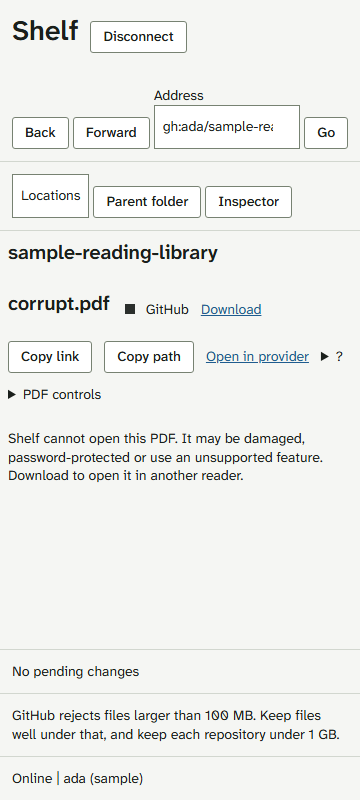 Shelf
Disconnect
Address
Back
Forward
gh:ada/sample-rea
Go
Locations
Parent folder
Inspector
sample-reading-library
corrupt.pdf
GitHub
Download
Copy link
Copy path
Open in provider
?
PDF controls
Shelf cannot open this PDF. It may be damaged,
password-protected or use an unsupported feature.
Download to open it in another reader.
No pending changes
GitHub rejects files larger than 100 MB. Keep files
well under that, and keep each repository under 1 GB.
Online | ada (sample)